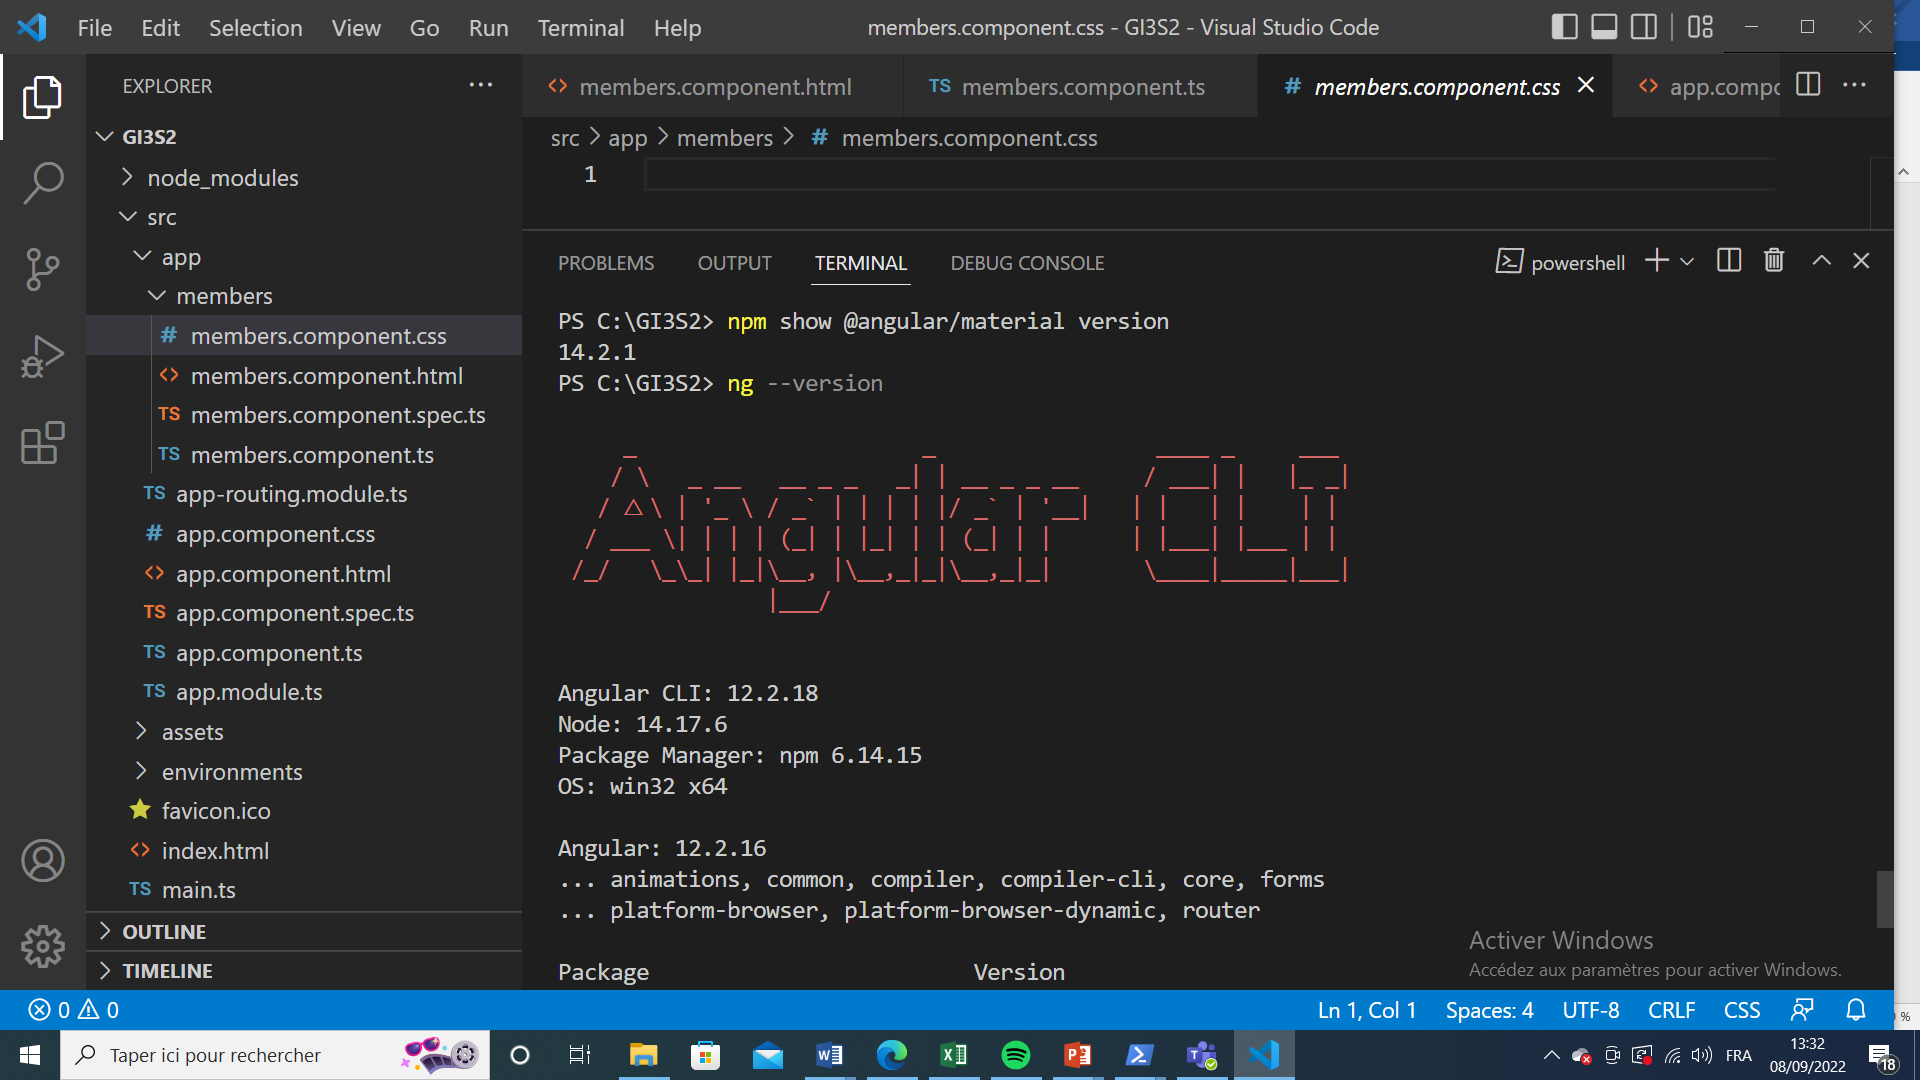 File Edit Selection View Go Run Terminal Help
members.component.css - GI3S2 - Visual Studio Code
EXPLORER
GI3S2
node_modules
src
app
members
members.component.css
members.component.html
members.component.spec.ts
members.component.ts
app-routing.module.ts
app.component.css
app.component.html
app.component.spec.ts
app.component.ts
app.module.ts
assets
environments
favicon.ico
index.html
main.ts
OUTLINE
TIMELINE
members.component.html
members.component.ts
members.component.css
app.compo
src > app > members > # members.component.css
1
PROBLEMS OUTPUT TERMINAL DEBUG CONSOLE
powershell
PS C:\GI3S2> npm show @angular/material version
14.2.1
PS C:\GI3S2> ng --version
Angular CLI
Angular CLI: 12.2.18
Node: 14.17.6
Package Manager: npm 6.14.15
OS: win32 x64
Angular: 12.2.16
... animations, common, compiler, compiler-cli, core, forms
... platform-browser, platform-browser-dynamic, router
Package Version
Activer Windows
Accédez aux paramètres pour activer Windows.
0 0
Ln 1, Col 1 Spaces: 4 UTF-8 CRLF CSS
%
Taper ici pour rechercher
FRA
13:32
08/09/2022
18